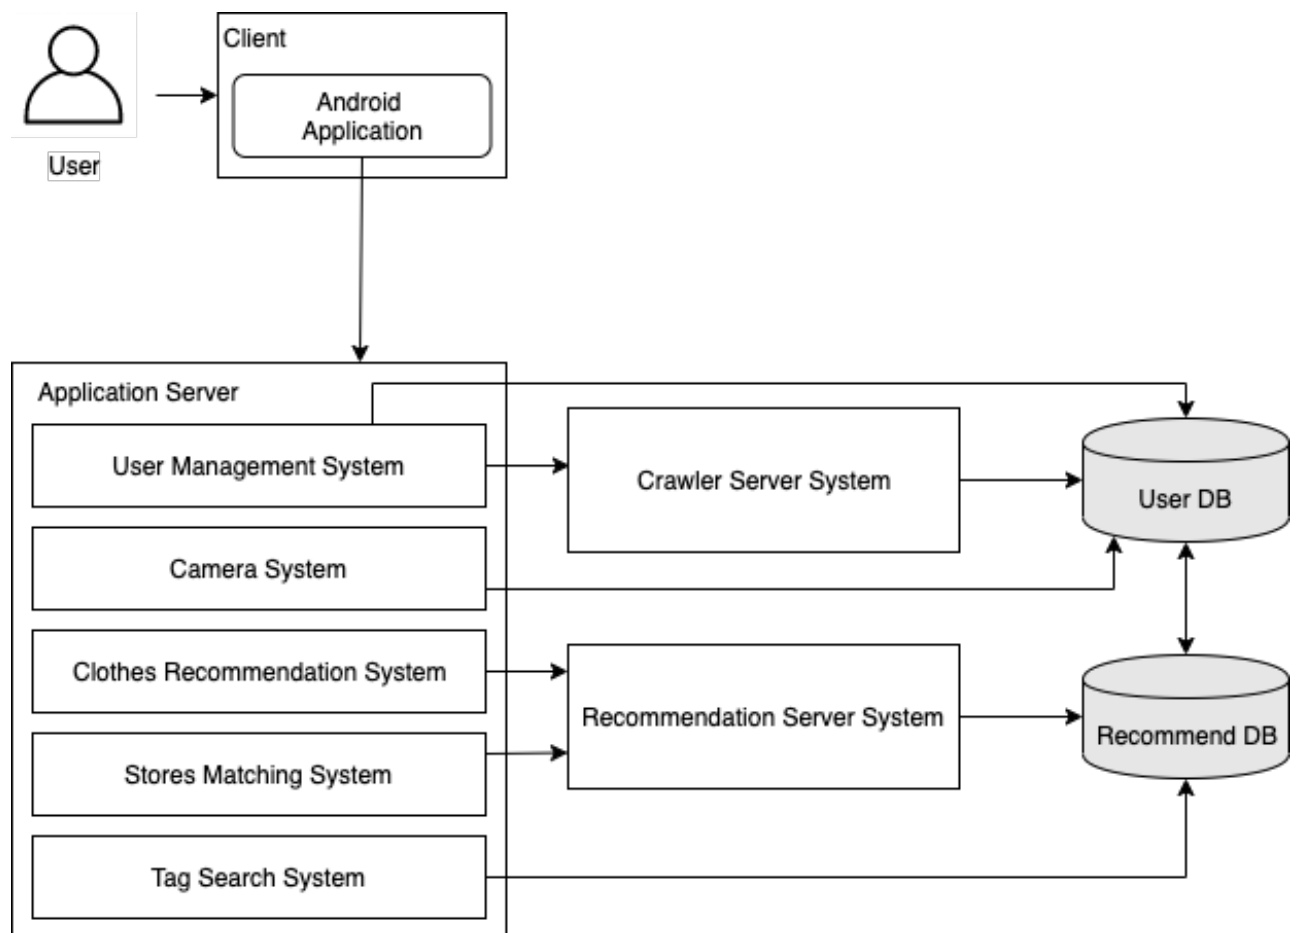 Client
Android
Application
User
Application Server
User Management System
Crawler Server System
User DB
Camera System
Clothes Recommendation System
Recommendation Server System
Recommend DB
Stores Matching System
Tag Search System